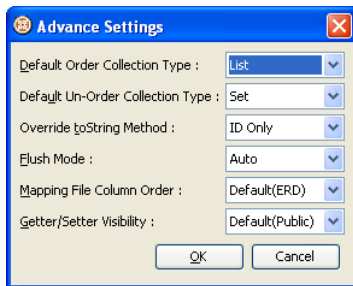 Advance Settings
Default Order Collection Type : List
Default Un-Order Collection Type : Set
Override toString Method : ID Only
Flush Mode : Auto
Mapping File Column Order : Default(ERD)
Getter/Setter Visibility : Default(Public)
OK Cancel